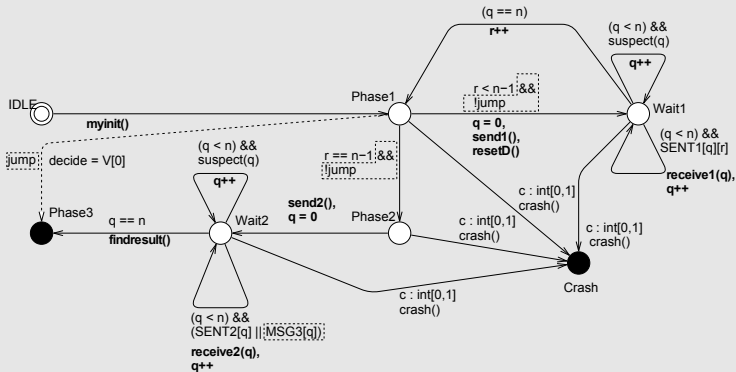 (q == n)
r++
(q < n) &&
suspect(q)
q++
IDLE
myinit()
Phase1
r < n−1 &&
!jump
q = 0,
send1(),
resetD()
Wait1
(q < n) &&
SENT1[q][r]
receive1(q),
q++
jump
decide = V[0]
(q < n) &&
suspect(q)
q++
r == n−1 &&
!jump
send2(),
q = 0
Phase2
c : int[0,1]
crash()
c : int[0,1]
crash()
c : int[0,1]
crash()
Phase3
q == n
findresult()
Wait2
c : int[0,1]
crash()
Crash
(q < n) &&
(SENT2[q] || MSG3[q])
receive2(q),
q++